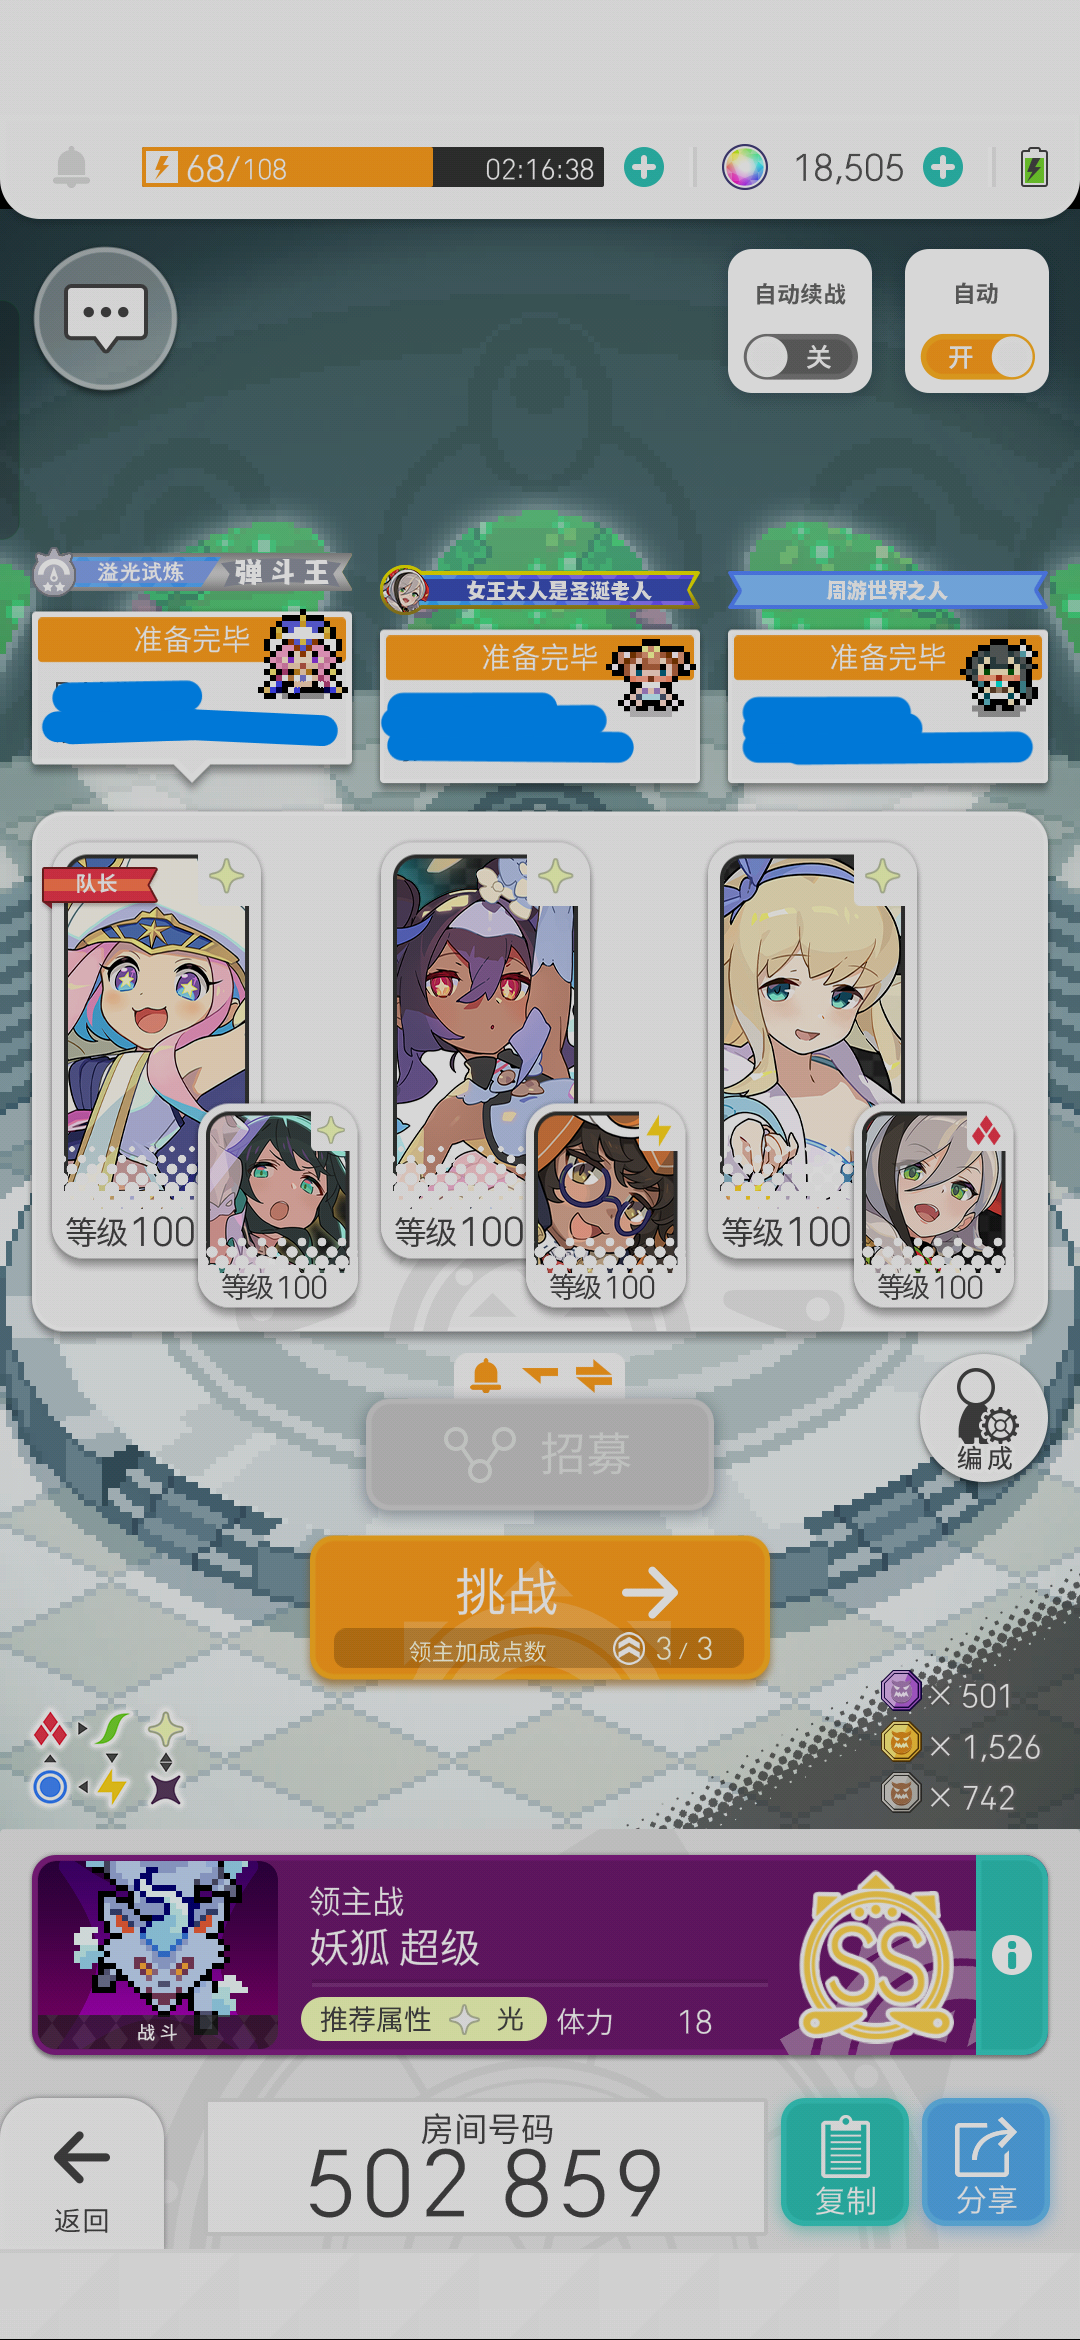 68/108
02:16:38
18,505
自动续战
自动
关
开
溢光试炼
弹斗王
女王大人是圣诞老人
周游世界之人
准备完毕
准备完毕
准备完毕
队长
等级100
等级100
等级100
等级100
等级100
等级100
招募
编成
挑战
领主加成点数
3 / 3
× 501
× 1,526
× 742
领主战
妖狐 超级
推荐属性
光
体力
18
SS
战斗
房间号码
502 859
返回
复制
分享